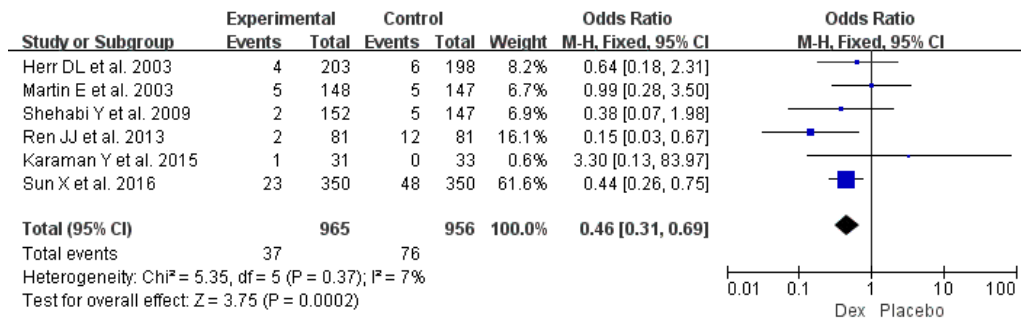 Experimental Control Odds Ratio Odds Ratio
Study or Subgroup Events Total Events Total Weight M-H, Fixed, 95% CI M-H, Fixed, 95% CI
Herr DL et al. 2003 4 203 6 198 8.2% 0.64 [0.18, 2.31]
Martin E et al. 2003 5 148 5 147 6.7% 0.99 [0.28, 3.50]
Shehabi Y et al. 2009 2 152 5 147 6.9% 0.38 [0.07, 1.98]
Ren JJ et al. 2013 2 81 12 81 16.1% 0.15 [0.03, 0.67]
Karaman Y et al. 2015 1 31 0 33 0.6% 3.30 [0.13, 83.97]
Sun X et al. 2016 23 350 48 350 61.6% 0.44 [0.26, 0.75]
Total (95% CI) 965 956 100.0% 0.46 [0.31, 0.69]
Total events 37 76
Heterogeneity: Chi² = 5.35, df = 5 (P = 0.37); I² = 7%
Test for overall effect: Z = 3.75 (P = 0.0002)
0.01 0.1 1 10 100
Dex Placebo